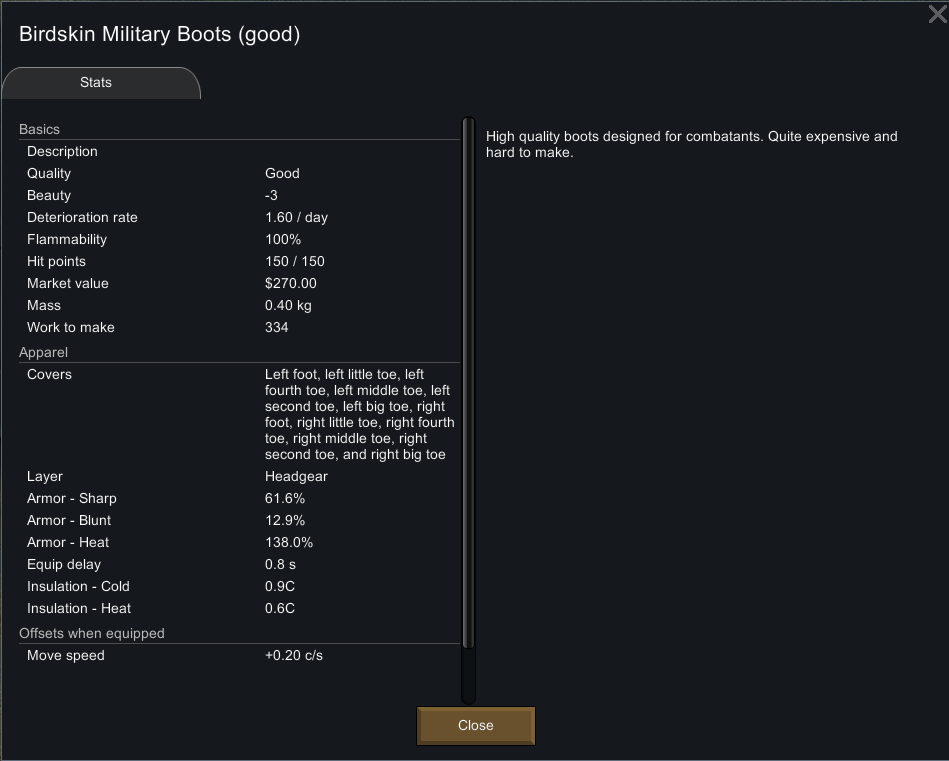 Birdskin Military Boots (good)
Stats
Basics
Description
Quality Good
Beauty -3
Deterioration rate 1.60 / day
Flammability 100%
Hit points 150 / 150
Market value $270.00
Mass 0.40 kg
Work to make 334
Apparel
Covers Left foot, left little toe, left
fourth toe, left middle toe, left
second toe, left big toe, right
foot, right little toe, right fourth
toe, right middle toe, right
second toe, and right big toe
Layer Headgear
Armor - Sharp 61.6%
Armor - Blunt 12.9%
Armor - Heat 138.0%
Equip delay 0.8 s
Insulation - Cold 0.9C
Insulation - Heat 0.6C
Offsets when equipped
Move speed +0.20 c/s
High quality boots designed for combatants. Quite expensive and
hard to make.
Close